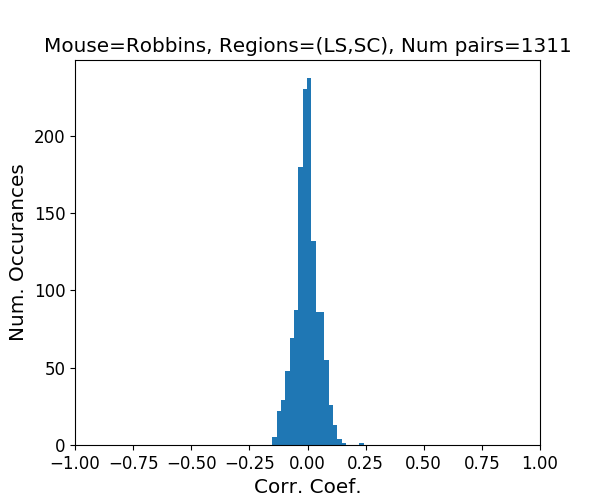 Mouse=Robbins, Regions=(LS,SC), Num pairs=1311
Num. Occurances
200
150
100
50
0
−1.00 −0.75 −0.50 −0.25 0.00 0.25 0.50 0.75 1.00
Corr. Coef.